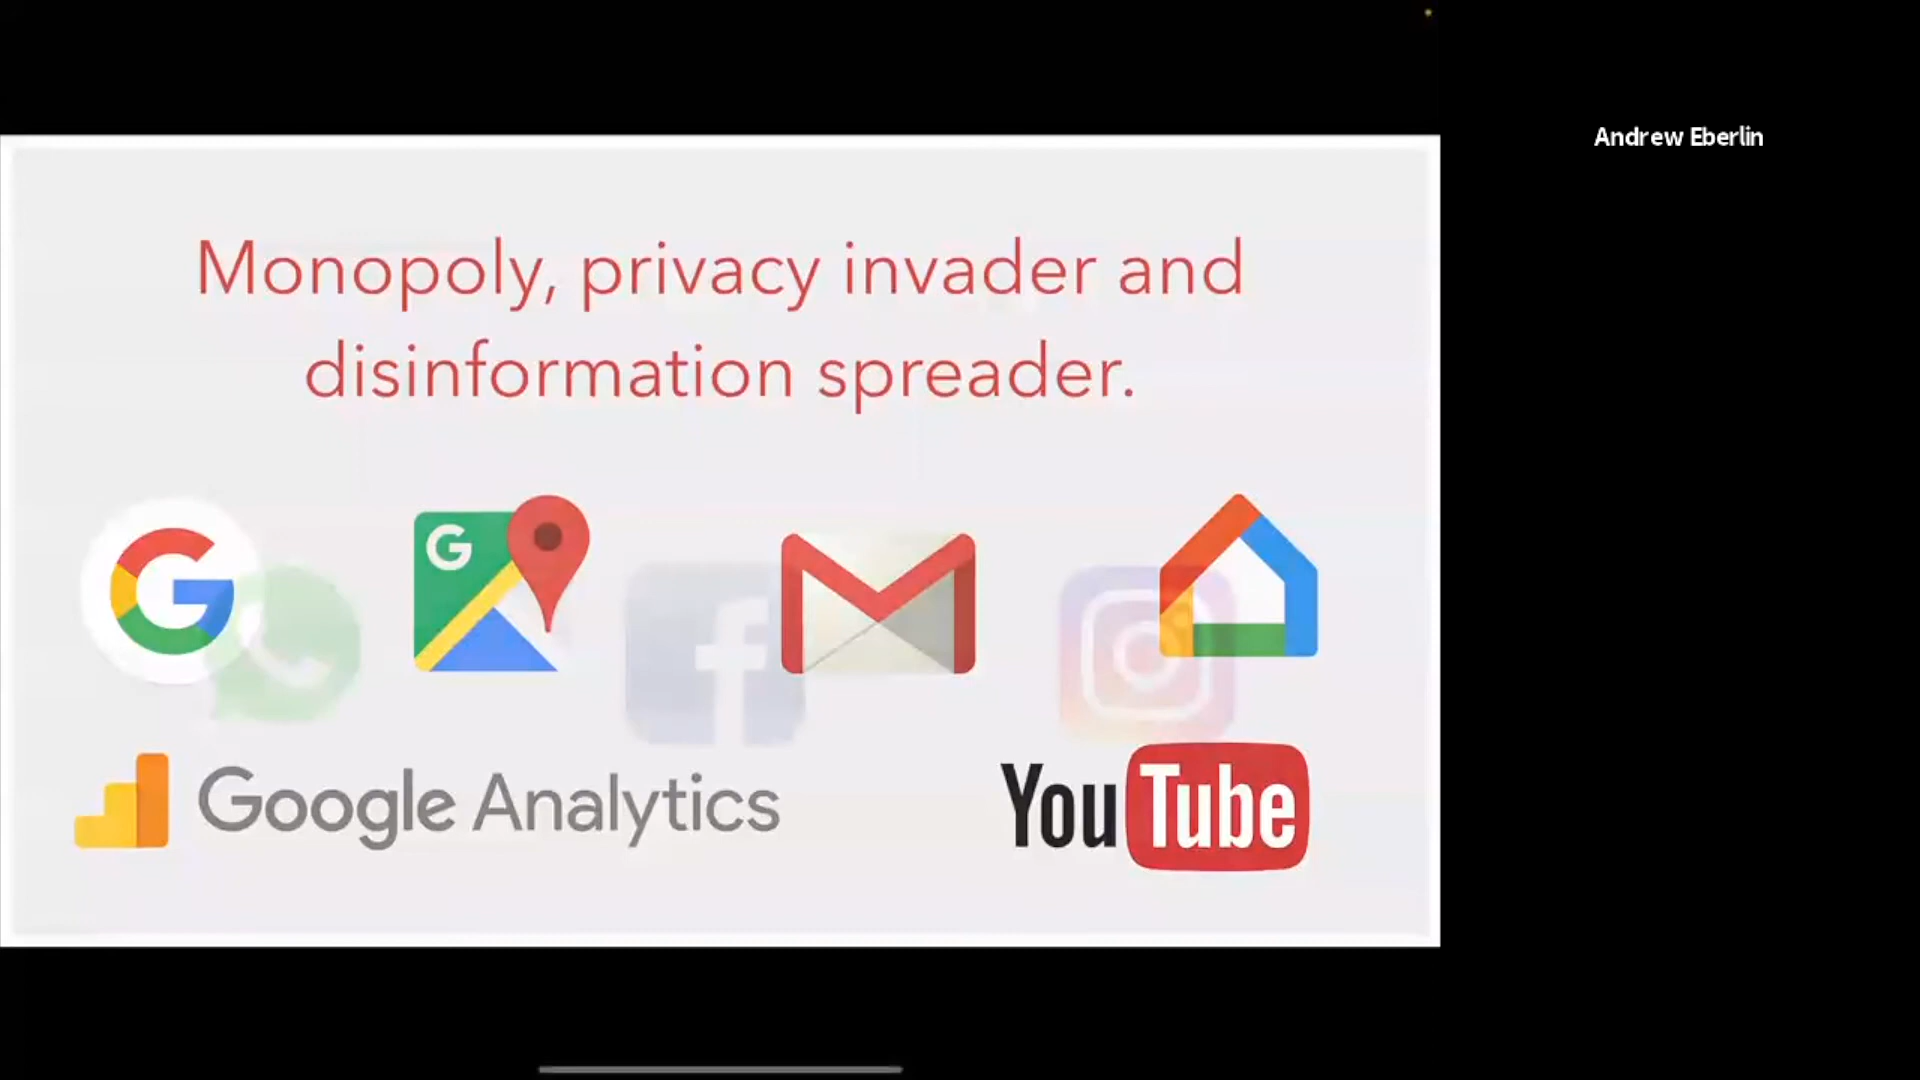 Andrew Eberlin
Monopoly, privacy invader and
disinformation spreader.
G
G
Google Analytics
YouTube